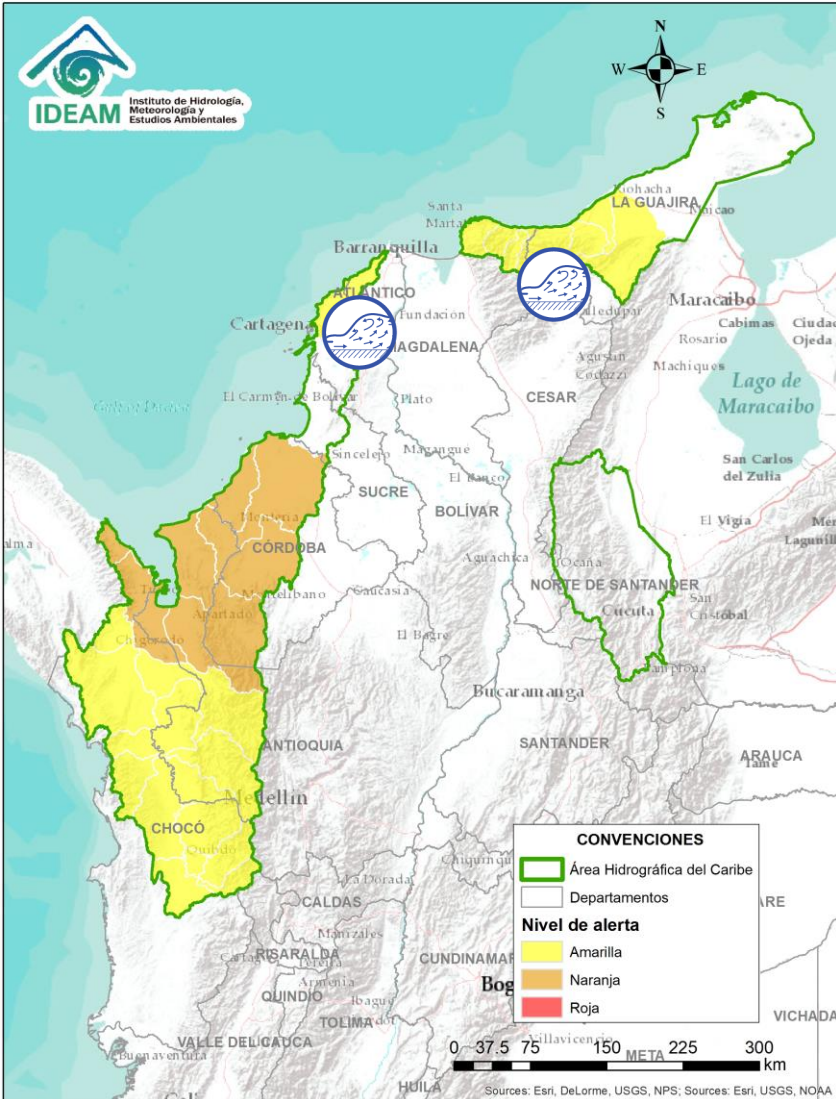 IDEAM
Instituto de Hidrología,
Meteorología y
Estudios Ambientales
N
W
E
S
Riohacha
LA GUAJIRA
Maicao
Santa
Marta
Barranquilla
ATLÁNTICO
Maracaibo
Cabimas
Ciudad
Ojeda
Rosario
Machiques
Lago de
Maracaibo
Cartagena
Fundación
MAGDALENA
Valledupar
Agustín
Codazzi
CESAR
El Carmen de Bolívar
Plato
Sincelejo
Magangué
El Banco
SUCRE
BOLÍVAR
San Carlos
del Zulia
El Vigía
Montería
CÓRDOBA
Aguachica
Ocaña
NORTE DE SANTANDER
Cucuta
San
Cristóbal
Turbo
Apartadó
Montelíbano
Caucasia
Chigorodó
El Bagre
Pamplona
Bucaramanga
ANTIOQUIA
SANTANDER
ARAUCA
Tame
Medellín
CHOCÓ
Quibdó
La Dorada
CALDAS
Manizales
RISARALDA
Pereira
Armenia
QUINDÍO
Ibagué
TOLIMA
VALLE DEL CAUCA
Buenaventura
HUILA
Villavicencio
META
VICHADA
CONVENCIONES
Área Hidrográfica del Caribe
Departamentos
Nivel de alerta
Amarilla
Naranja
Roja
0 37.5 75 150 225 300
km
Sources: Esri, DeLorme, USGS, NPS; Sources: Esri, USGS, NOAA